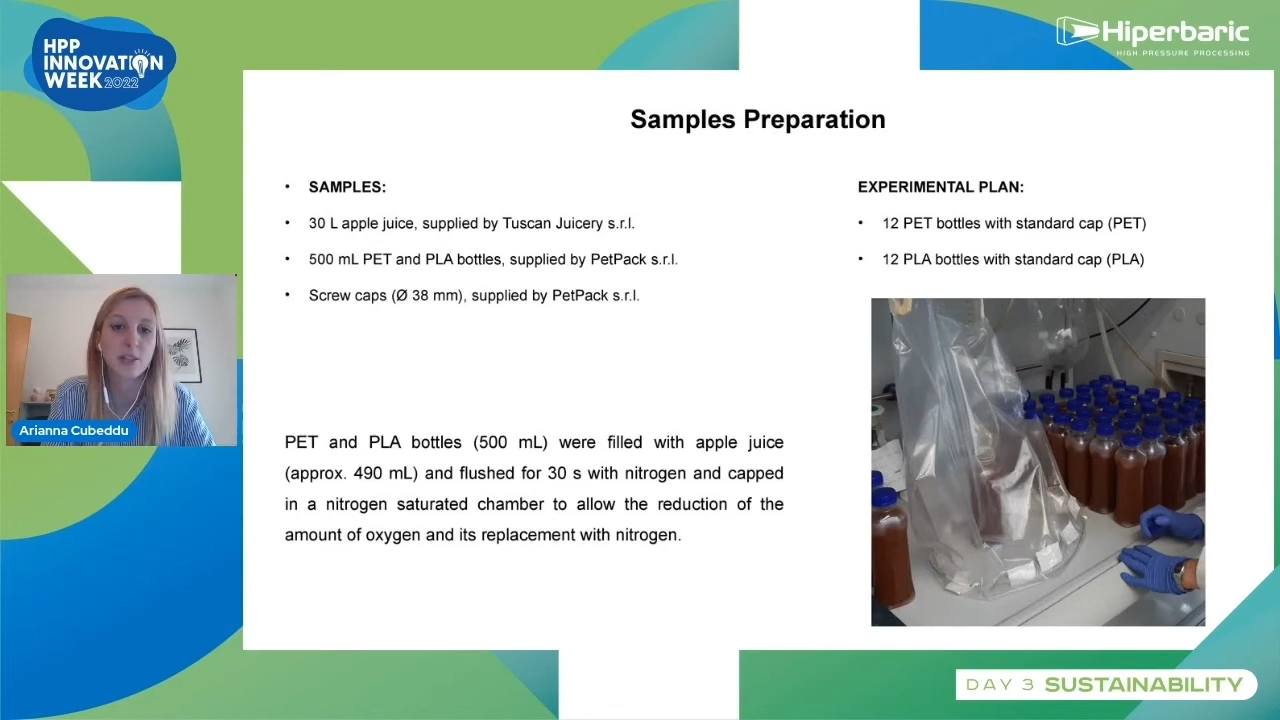 HPP
INNOVATION
WEEK 2022
Hiperbaric
HIGH PRESSURE PROCESSING
Samples Preparation
• SAMPLES:
• 30 L apple juice, supplied by Tuscan Juicery s.r.l.
• 500 mL PET and PLA bottles, supplied by PetPack s.r.l.
• Screw caps (Ø 38 mm), supplied by PetPack s.r.l.
EXPERIMENTAL PLAN:
• 12 PET bottles with standard cap (PET)
• 12 PLA bottles with standard cap (PLA)
Arianna Cubeddu
PET and PLA bottles (500 mL) were filled with apple juice
(approx. 490 mL) and flushed for 30 s with nitrogen and capped
in a nitrogen saturated chamber to allow the reduction of the
amount of oxygen and its replacement with nitrogen.
DAY 3 SUSTAINABILITY